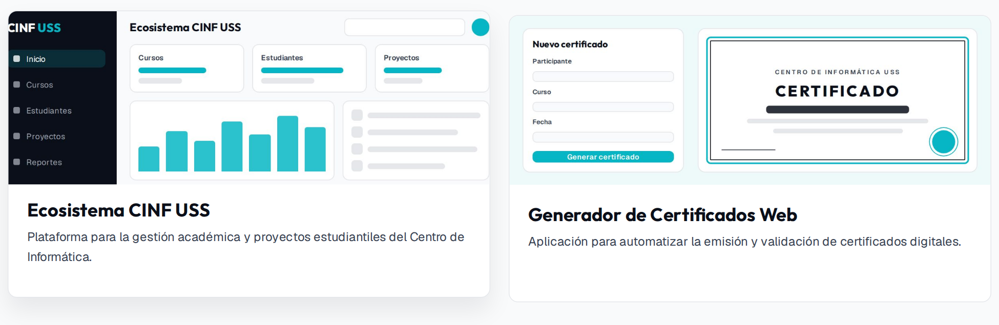 CINF USS
Inicio
Cursos
Estudiantes
Proyectos
Reportes
Ecosistema CINF USS
Cursos
Estudiantes
Proyectos
Ecosistema CINF USS
Plataforma para la gestión académica y proyectos estudiantiles del Centro de
Informática.
Nuevo certificado
Participante
Curso
Fecha
Generar certificado
CENTRO DE INFORMÁTICA USS
CERTIFICADO
Generador de Certificados Web
Aplicación para automatizar la emisión y validación de certificados digitales.